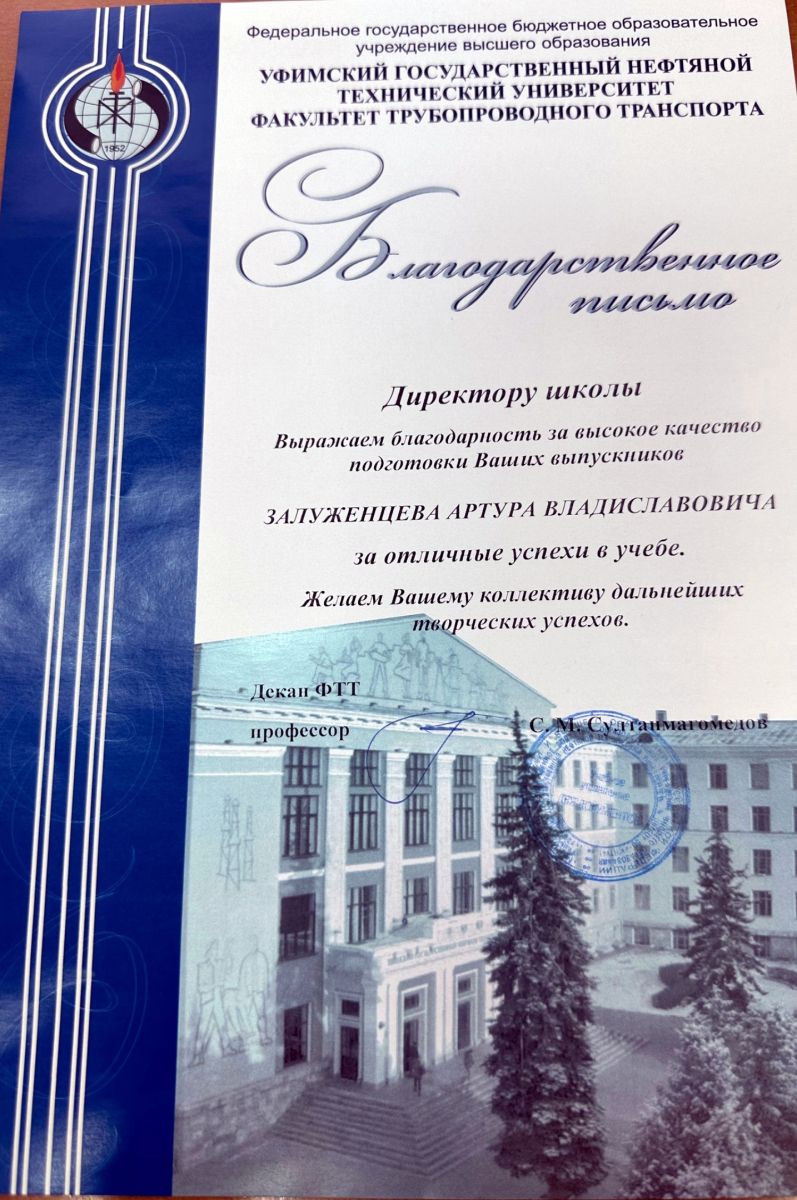 Федеральное государственное бюджетное образовательное
учреждение высшего образования
УФИМСКИЙ ГОСУДАРСТВЕННЫЙ НЕФТЯНОЙ
ТЕХНИЧЕСКИЙ УНИВЕРСИТЕТ
ФАКУЛЬТЕТ ТРУБОПРОВОДНОГО ТРАНСПОРТА
1952
Благодарственное
письмо
Директору школы
Выражаем благодарность за высокое качество
подготовки Ваших выпускников
ЗАЛУЖЕНЦЕВА АРТУРА ВЛАДИСЛАВОВИЧА
за отличные успехи в учебе.
Желаем Вашему коллективу дальнейших
творческих успехов.
Декан ФТТ
профессор
С. М. Султанмагомедов